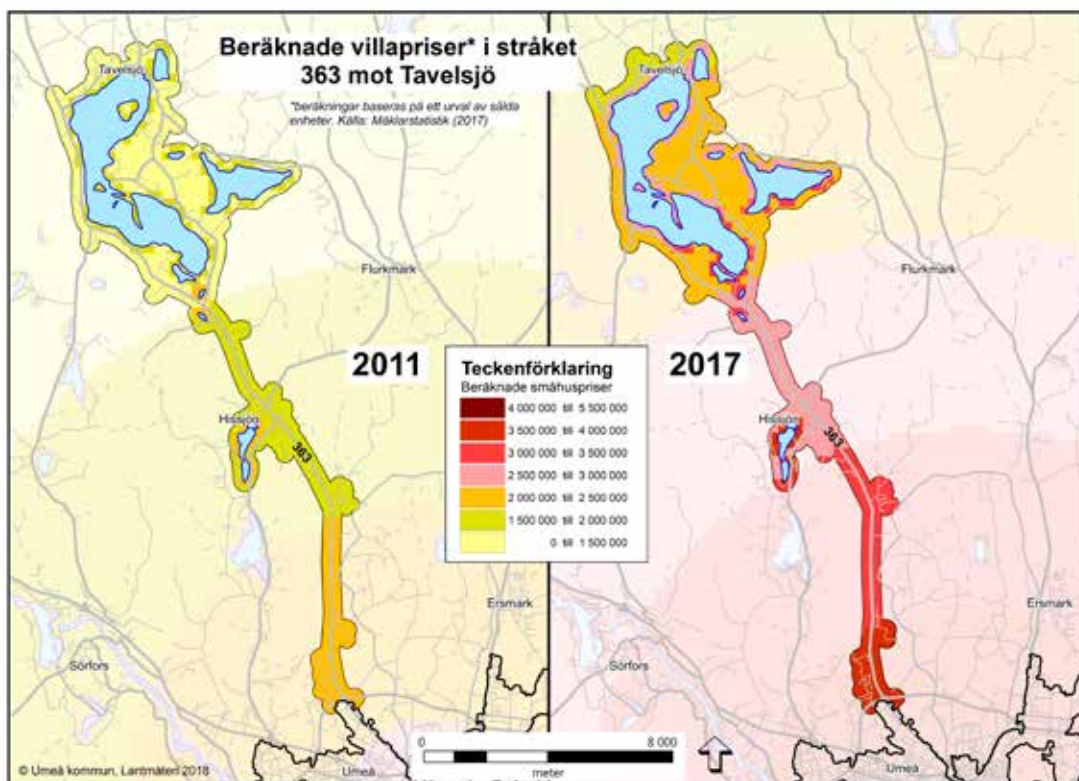 Beräknade villapriser* i stråket
363 mot Tavelsjö
*beräkningar baseras på ett urval av sålda
enheter. Källa: Mäklarstatistik (2017)
Tavelsjö
Flurkmark
2011
Hissjön
363
Ersmark
Sörfors
Umeå
© Umeå kommun, Lantmäteri 2018
Teckenförklaring
Beräknade småhuspriser
4 000 000 till 5 500 000
3 500 000 till 4 000 000
3 000 000 till 3 500 000
2 500 000 till 3 000 000
2 000 000 till 2 500 000
1 500 000 till 2 000 000
0 till 1 500 000
0 8 000
meter
Tavelsjö
Flurkmark
2017
Hissjön
363
Ersmark
Sörfors
Umeå